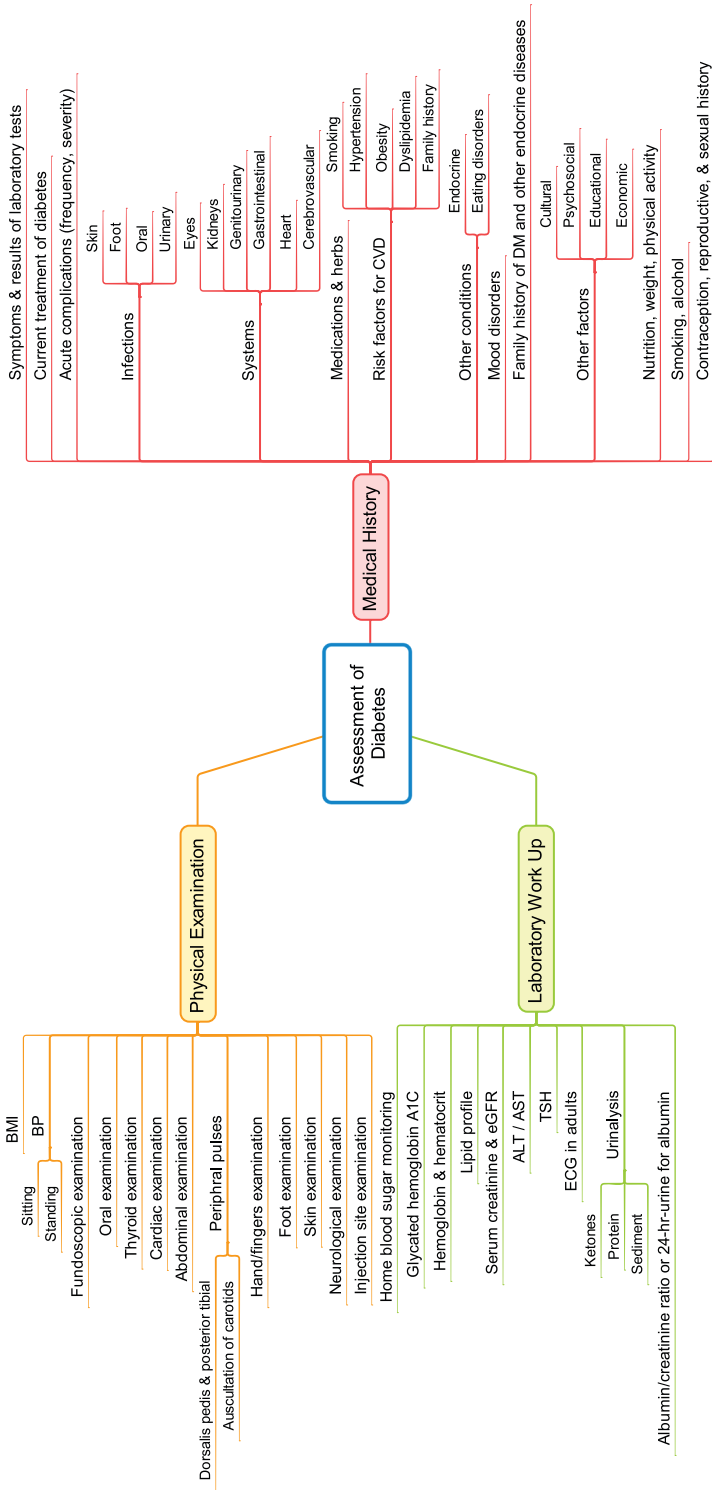 Assessment of
Diabetes
Medical History
Symptoms & results of laboratory tests
Current treatment of diabetes
Acute complications (frequency, severity)
Infections
Skin
Foot
Oral
Urinary
Systems
Eyes
Kidneys
Genitourinary
Gastrointestinal
Heart
Cerebrovascular
Medications & herbs
Risk factors for CVD
Smoking
Hypertension
Obesity
Dyslipidemia
Family history
Other conditions
Endocrine
Eating disorders
Mood disorders
Family history of DM and other endocrine diseases
Other factors
Cultural
Psychosocial
Educational
Economic
Nutrition, weight, physical activity
Smoking, alcohol
Contraception, reproductive, & sexual history
Physical Examination
BMI
BP
Sitting
Standing
Fundoscopic examination
Oral examination
Thyroid examination
Cardiac examination
Abdominal examination
Periphral pulses
Dorsalis pedis & posterior tibial
Auscultation of carotids
Hand/fingers examination
Foot examination
Skin examination
Neurological examination
Injection site examination
Laboratory Work Up
Home blood sugar monitoring
Glycated hemoglobin A1C
Hemoglobin & hematocrit
Lipid profile
Serum creatinine & eGFR
ALT / AST
TSH
ECG in adults
Urinalysis
Ketones
Protein
Sediment
Albumin/creatinine ratio or 24-hr-urine for albumin